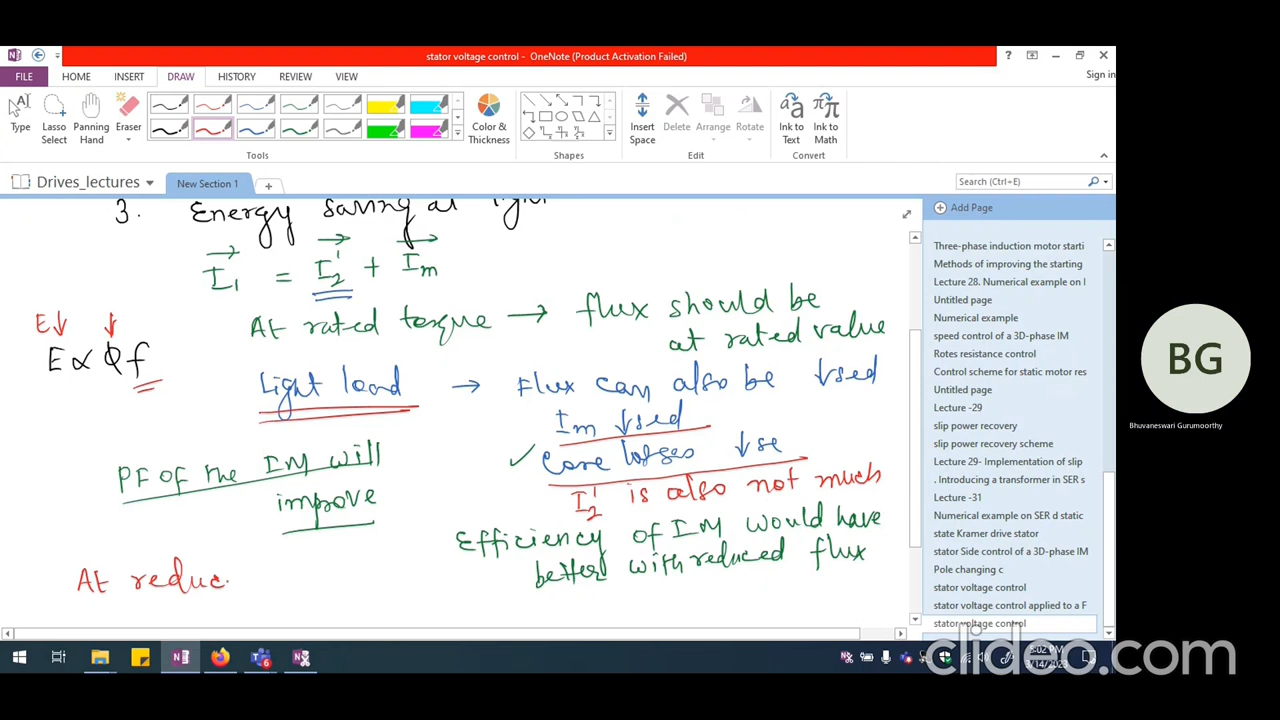 stator voltage control - OneNote (Product Activation Failed)
FILE HOME INSERT DRAW HISTORY REVIEW VIEW
Sign in
Type
Lasso Select
Panning Hand
Eraser
Color & Thickness
Insert Space
Delete
Arrange
Rotate
Ink to Text
Ink to Math
Tools
Shapes
Edit
Convert
Drives_lectures
New Section 1
Search (Ctrl+E)
3. Energy saving at light
I1 = I2' + Im
At rated torque → flux should be
at rated value
E↓ ↓
E ∝ Φ f
Light load → Flux can also be ↓sed
Im ↓sed
✓ Core losses ↓se
PF of the IM will
improve
I2' is also not much
Efficiency of IM would have
better with reduced flux
At reduc
Add Page
Three-phase induction motor starti
Methods of improving the starting
Lecture 28. Numerical example on I
Untitled page
Numerical example
speed control of a 3D-phase IM
Rotes resistance control
Control scheme for static motor res
Untitled page
Lecture -29
slip power recovery
slip power recovery scheme
Lecture 29- Implementation of slip
. Introducing a transformer in SER s
Lecture -31
Numerical example on SER d static
state Kramer drive stator
stator Side control of a 3D-phase IM
Pole changing c
stator voltage control
stator voltage control applied to a F
stator voltage control
BG
Bhuvaneswari Gurumoorthy
5:02 PM
3/14/2023
clideo.com